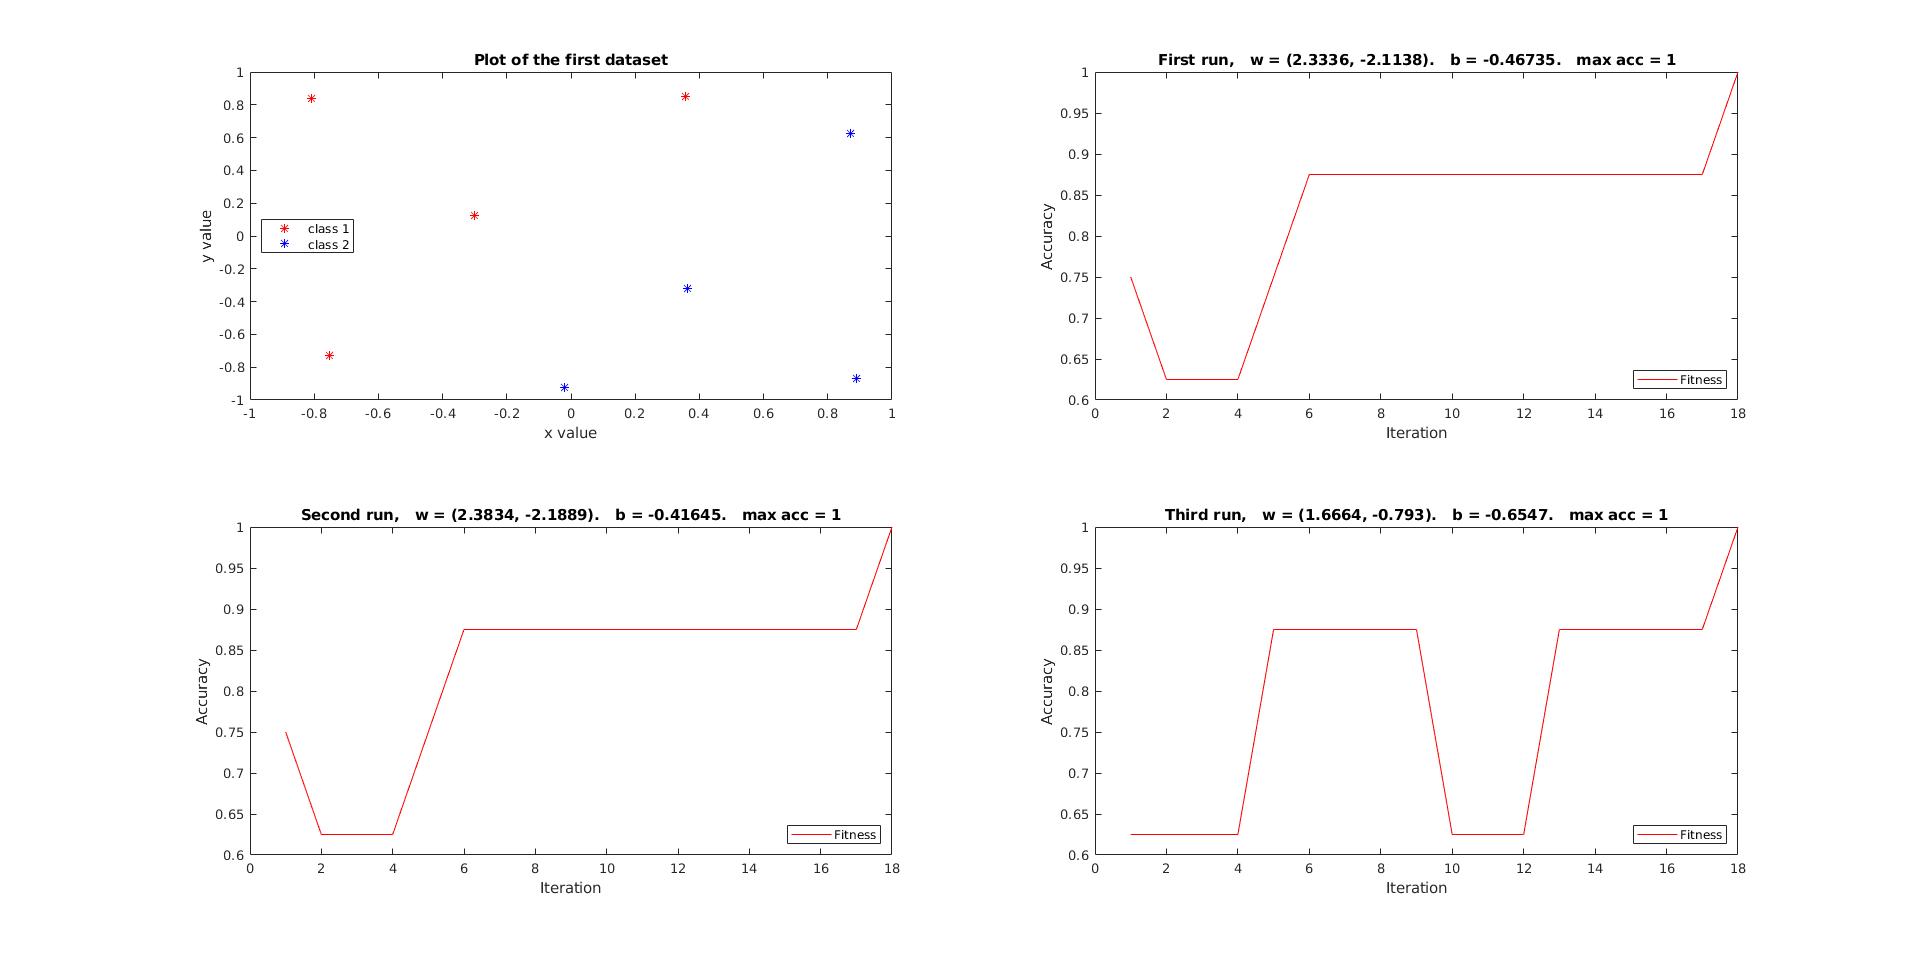 Plot of the first dataset
1
0.8
0.6
0.4
0.2
0
-0.2
-0.4
-0.6
-0.8
-1
y value
class 1
class 2
-1 -0.8 -0.6 -0.4 -0.2 0 0.2 0.4 0.6 0.8 1
x value
First run, w = (2.3336, -2.1138). b = -0.46735. max acc = 1
1
0.95
0.9
0.85
0.8
0.75
0.7
0.65
0.6
Accuracy
Fitness
0 2 4 6 8 10 12 14 16 18
Iteration
Second run, w = (2.3834, -2.1889). b = -0.41645. max acc = 1
1
0.95
0.9
0.85
0.8
0.75
0.7
0.65
0.6
Accuracy
Fitness
0 2 4 6 8 10 12 14 16 18
Iteration
Third run, w = (1.6664, -0.793). b = -0.6547. max acc = 1
1
0.95
0.9
0.85
0.8
0.75
0.7
0.65
0.6
Accuracy
Fitness
0 2 4 6 8 10 12 14 16 18
Iteration